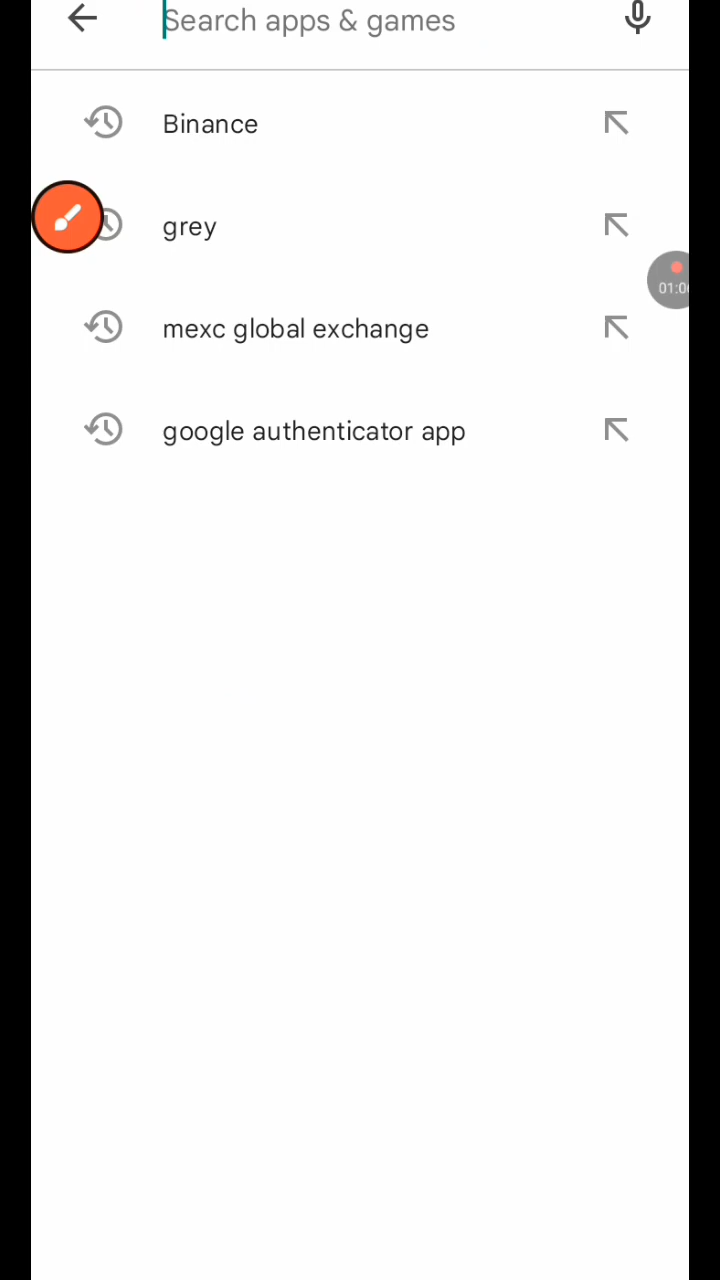 Search apps & games
Binance
grey
mexc global exchange
google authenticator app